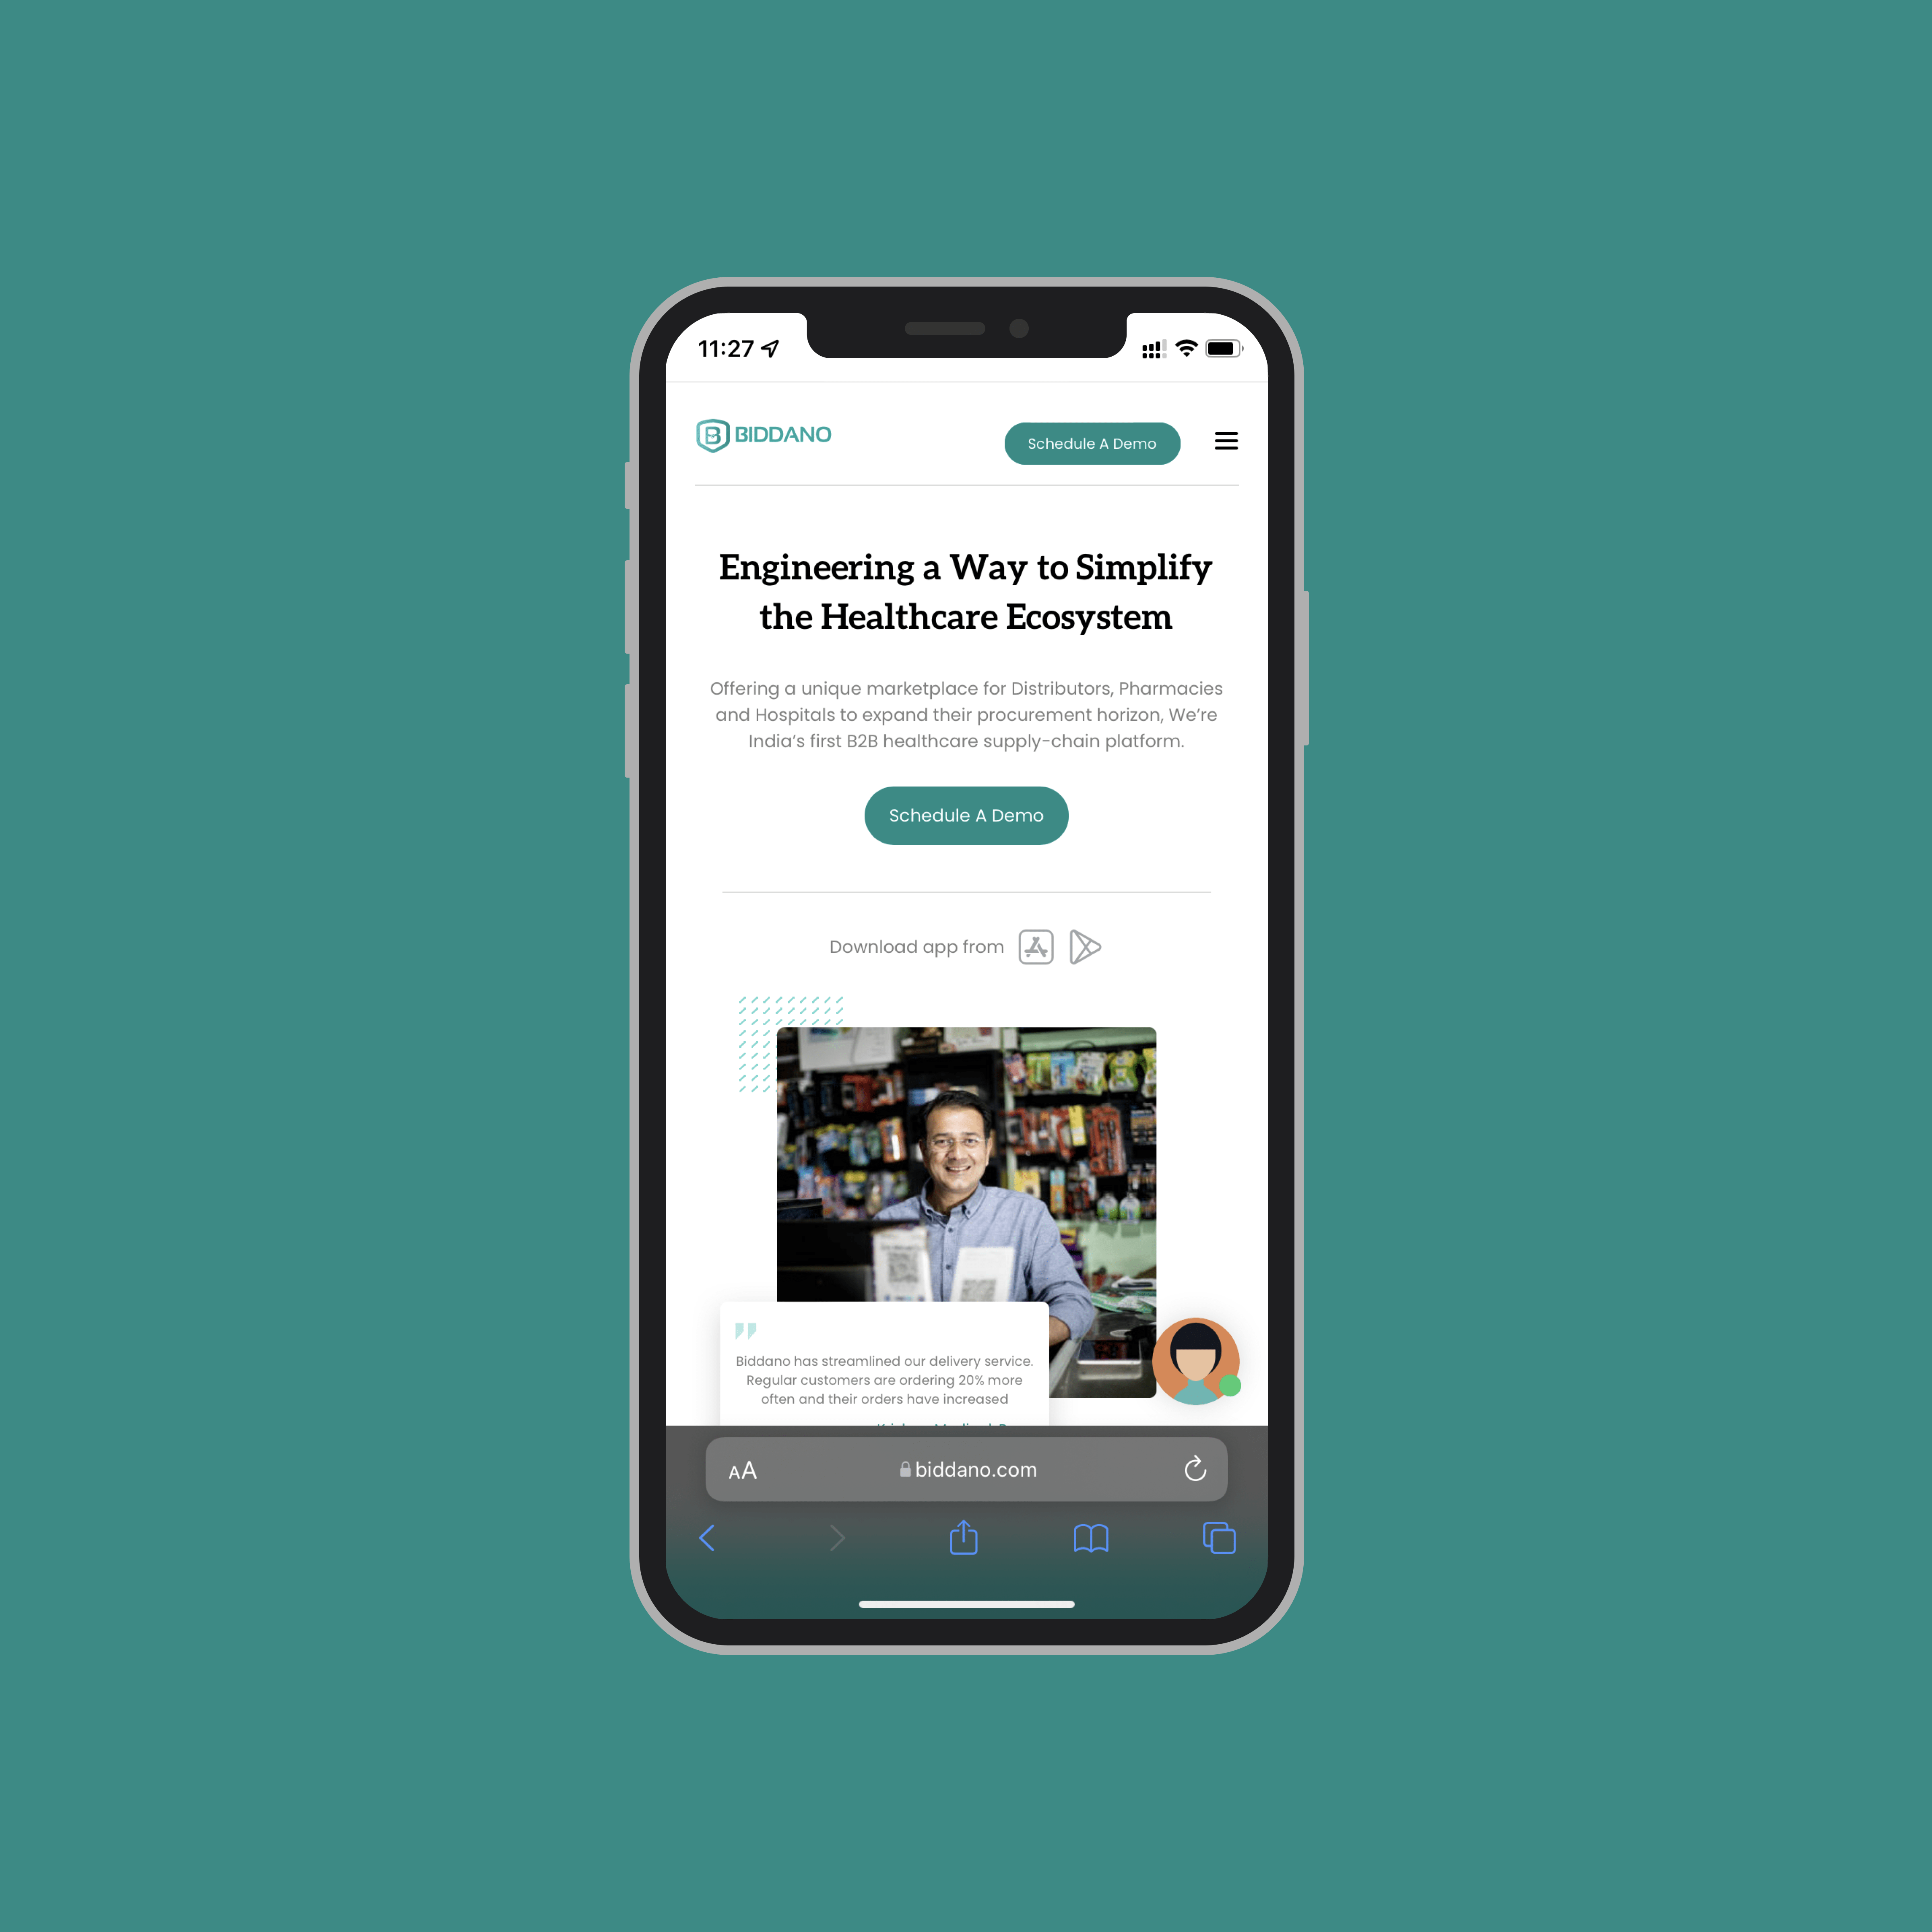 11:27
BIDDANO
Schedule A Demo
Engineering a Way to Simplify
the Healthcare Ecosystem
Offering a unique marketplace for Distributors, Pharmacies
and Hospitals to expand their procurement horizon, We’re
India’s first B2B healthcare supply-chain platform.
Schedule A Demo
Download app from
Biddano has streamlined our delivery service.
Regular customers are ordering 20% more
often and their orders have increased
AA
biddano.com